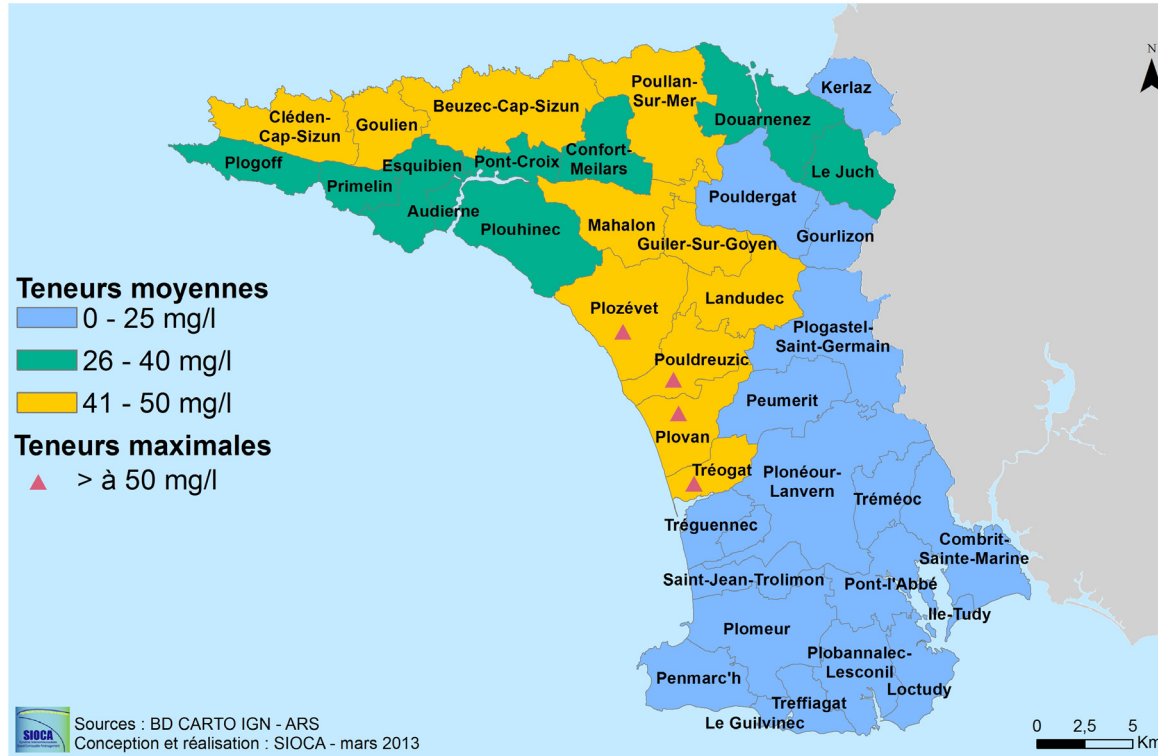 N
Kerlaz
Poullan-
Sur-Mer
Beuzec-Cap-Sizun
Cléden-
Cap-Sizun
Goulien
Douarnenez
Confort-
Meilars
Pont-Croix
Esquibien
Plogoff
Le Juch
Primelin
Pouldergat
Audierne
Plouhinec
Mahalon
Gourlizon
Guiler-Sur-Goyen
Teneurs moyennes
0 - 25 mg/l
26 - 40 mg/l
41 - 50 mg/l
Teneurs maximales
> à 50 mg/l
Landudec
Plozévet
Plogastel-
Saint-Germain
Pouldreuzic
Peumerit
Plovan
Tréogat
Plonéour-
Lanvern
Tréméoc
Tréguennec
Combrit-
Sainte-Marine
Saint-Jean-Trolimon
Pont-l'Abbé
Ile-Tudy
Plomeur
Plobannalec-
Lesconil
Penmarc'h
Loctudy
Treffiagat
Le Guilvinec
SIOCA
Sources : BD CARTO IGN - ARS
Conception et réalisation : SIOCA - mars 2013
0 2,5 5
Km